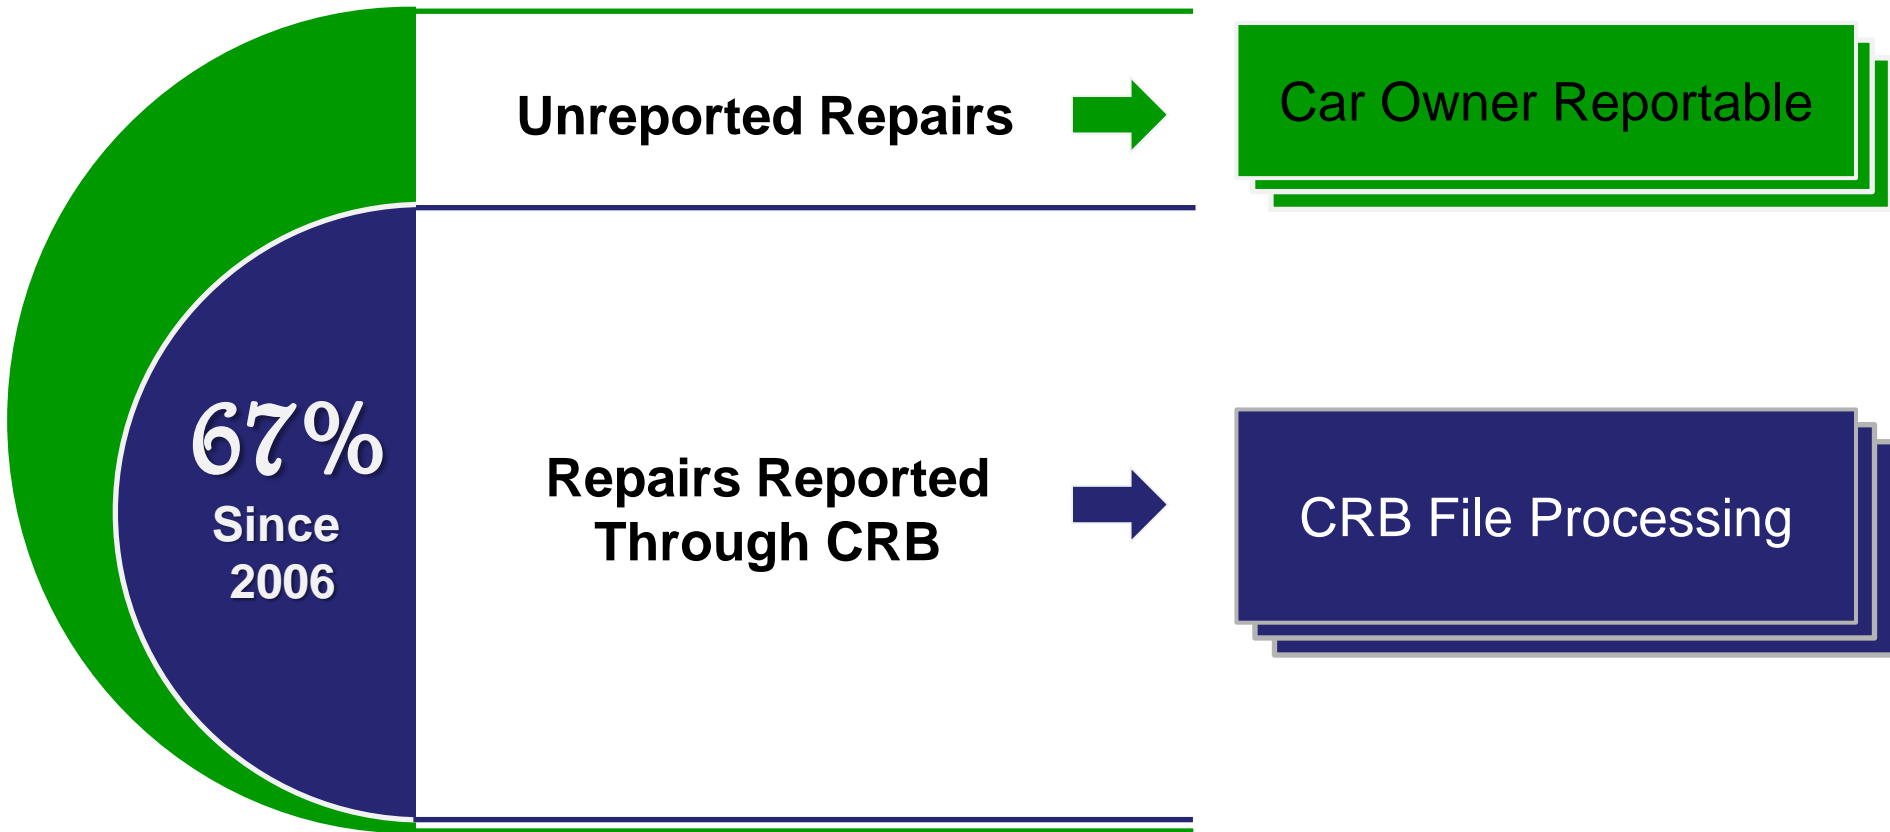 Unreported Repairs
Car Owner Reportable
67%
Since
2006
Repairs Reported
Through CRB
CRB File Processing